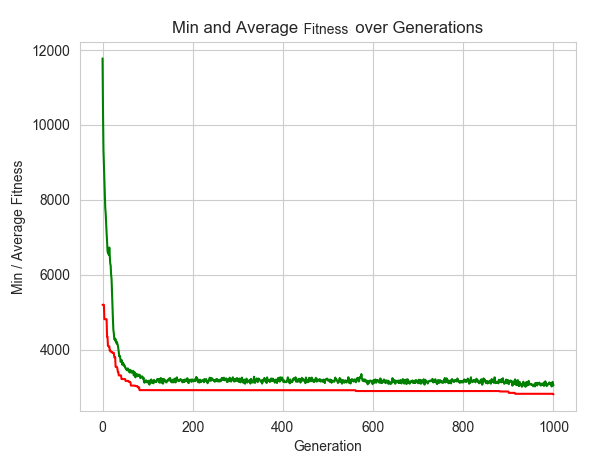 Min and Average Fitness over Generations
12000
10000
8000
6000
4000
Min / Average Fitness
0 200 400 600 800 1000
Generation